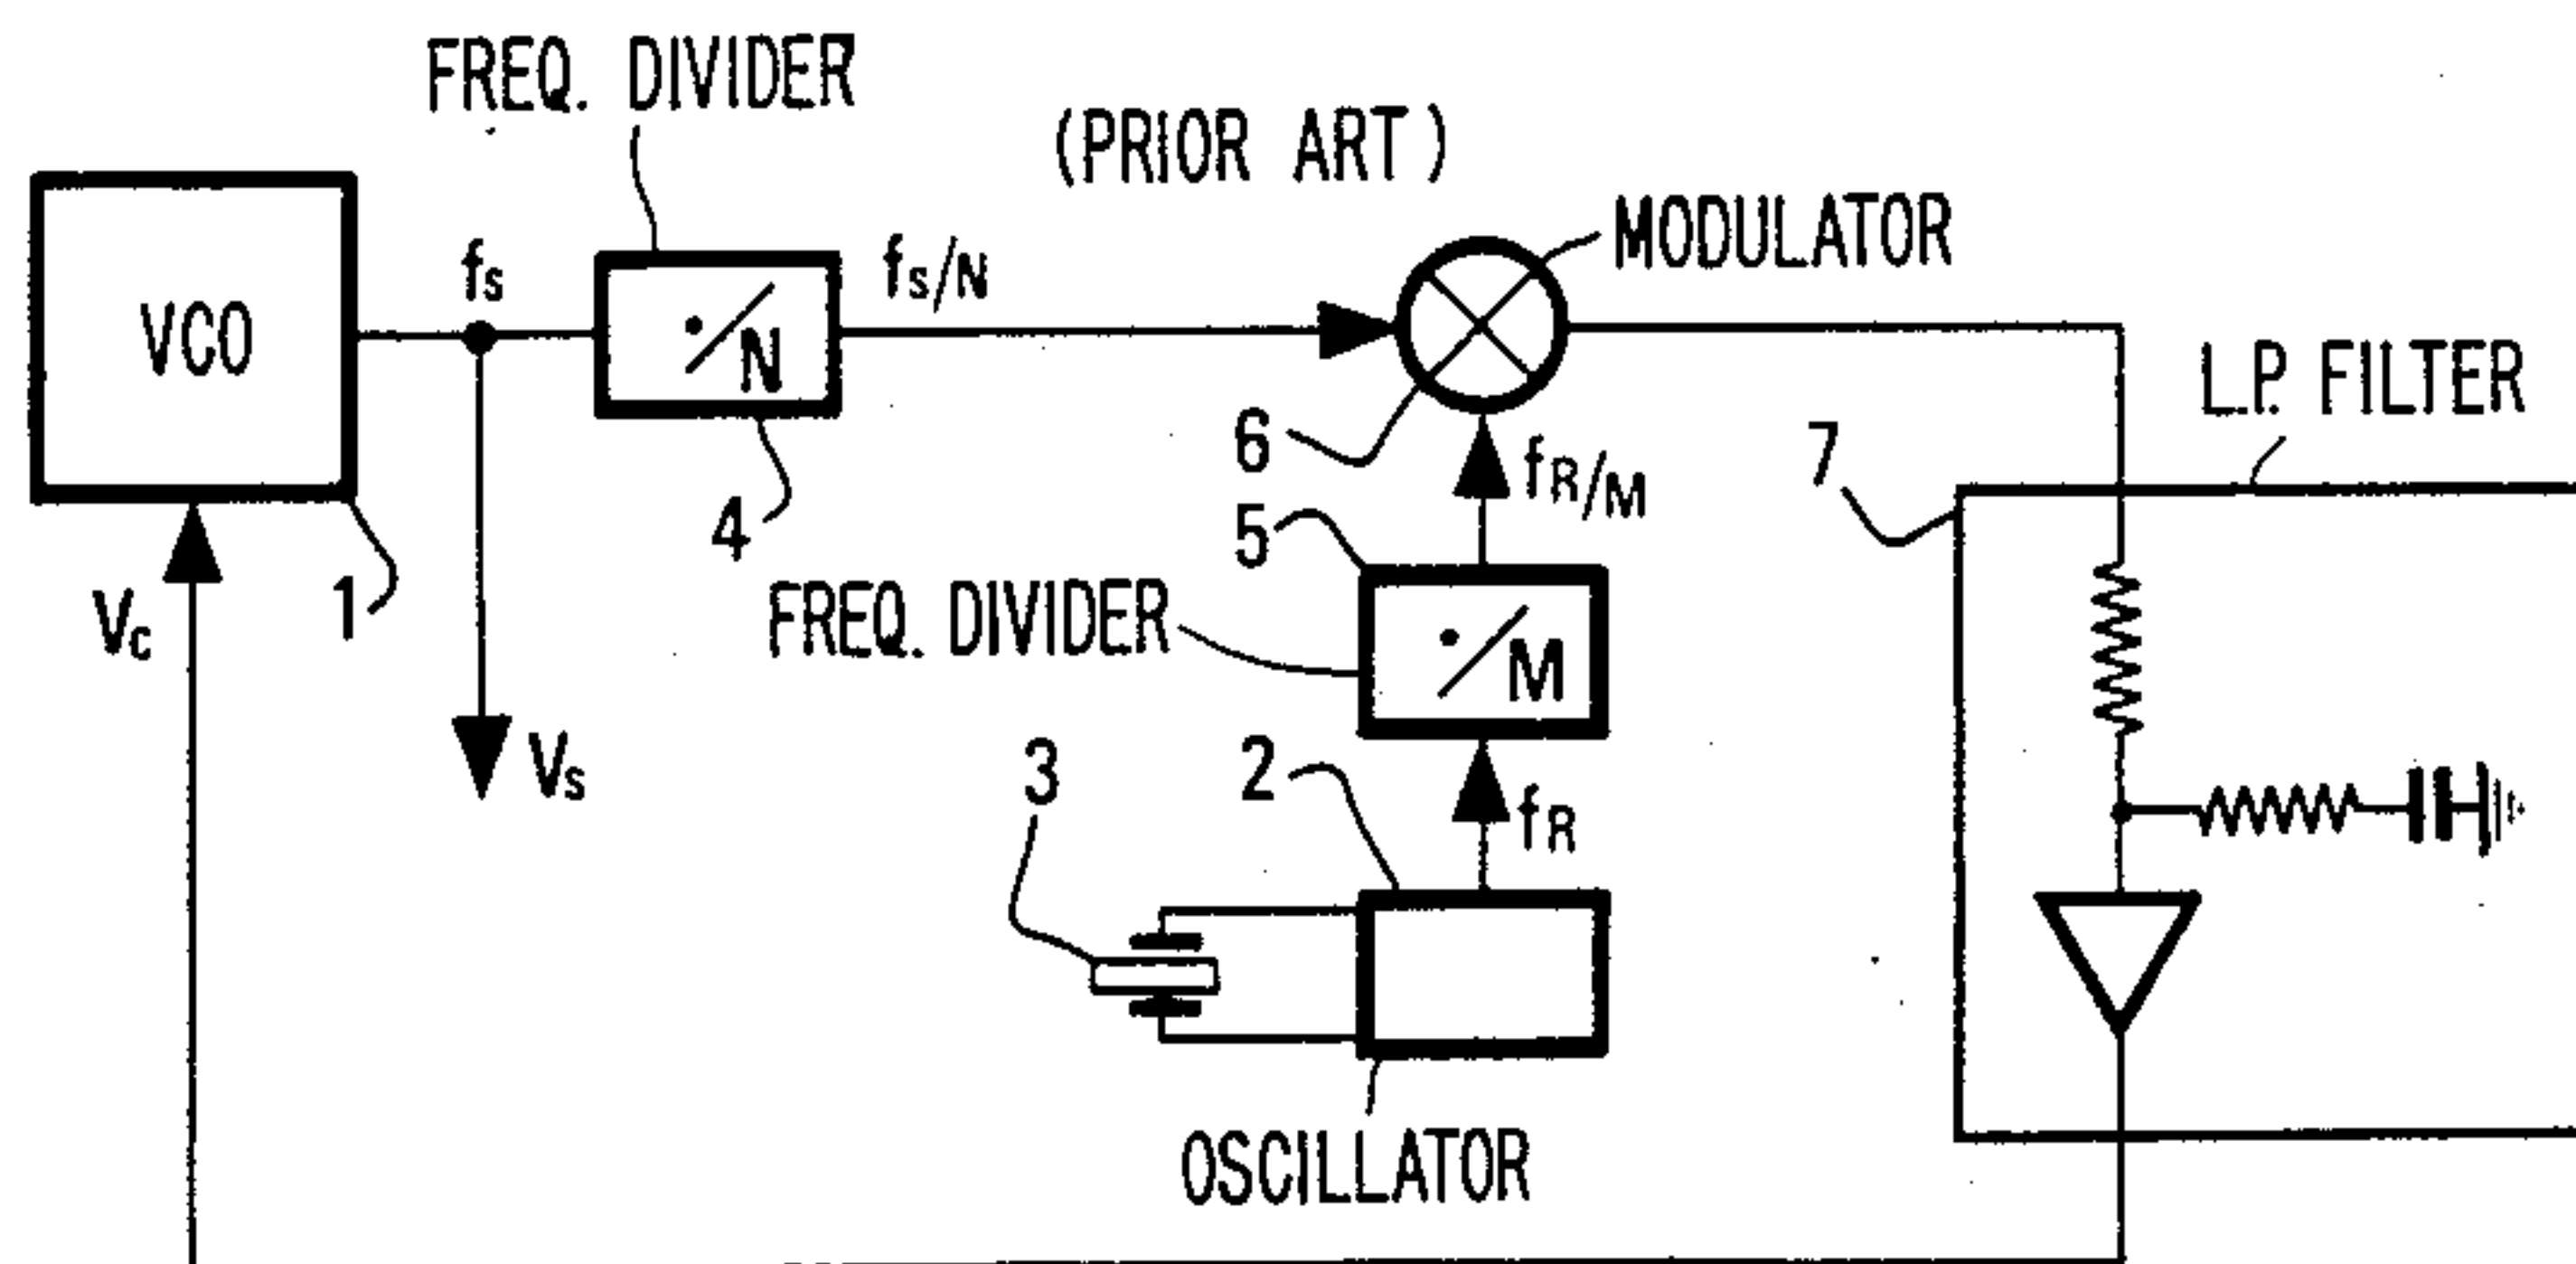 FREQ. DIVIDER
(PRIOR ART)
MODULATOR
VCO
fs
./N
fs/N
L.P. FILTER
6
7
fR/M
4
5
1
Vc
FREQ. DIVIDER
./M
Vs
3
2
fR
OSCILLATOR